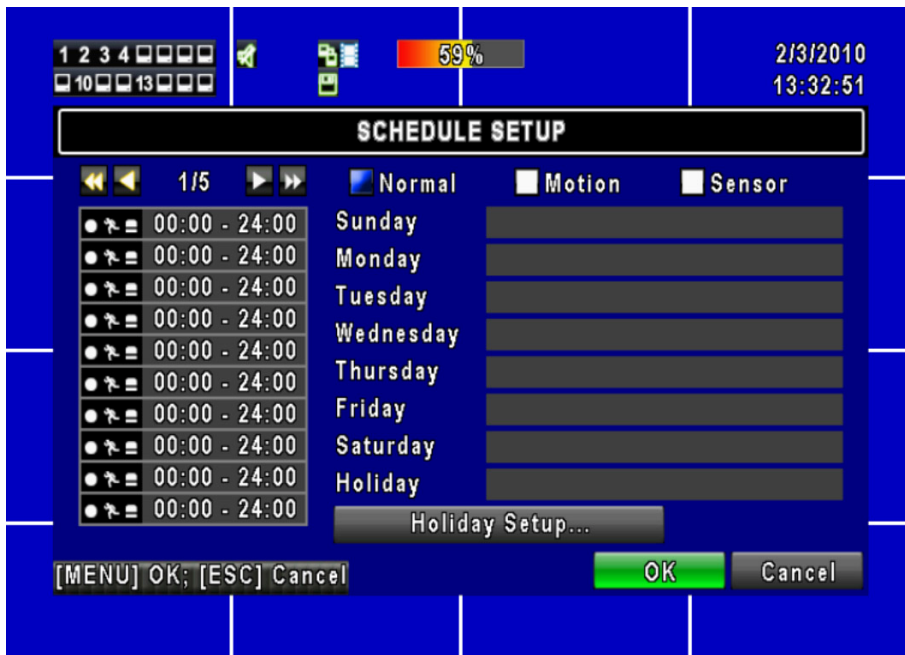 1 2 3 4
59%
2/3/2010
10 13
13:32:51
SCHEDULE SETUP
1/5
Normal
Motion
Sensor
00:00 - 24:00
Sunday
00:00 - 24:00
Monday
00:00 - 24:00
Tuesday
00:00 - 24:00
Wednesday
00:00 - 24:00
Thursday
00:00 - 24:00
Friday
00:00 - 24:00
Saturday
00:00 - 24:00
Holiday
00:00 - 24:00
00:00 - 24:00
Holiday Setup...
[MENU] OK; [ESC] Cancel
OK
Cancel